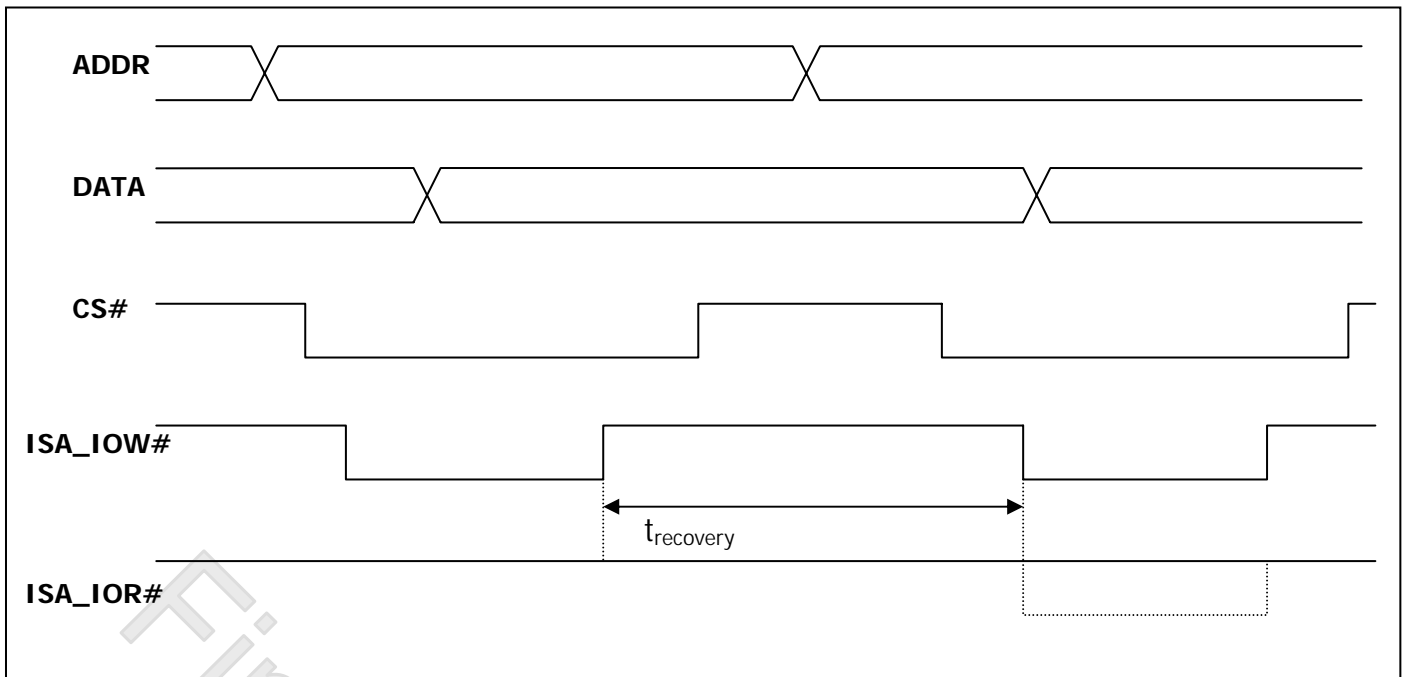 ADDR
DATA
CS#
ISA_IOW#
trecovery
ISA_IOR#